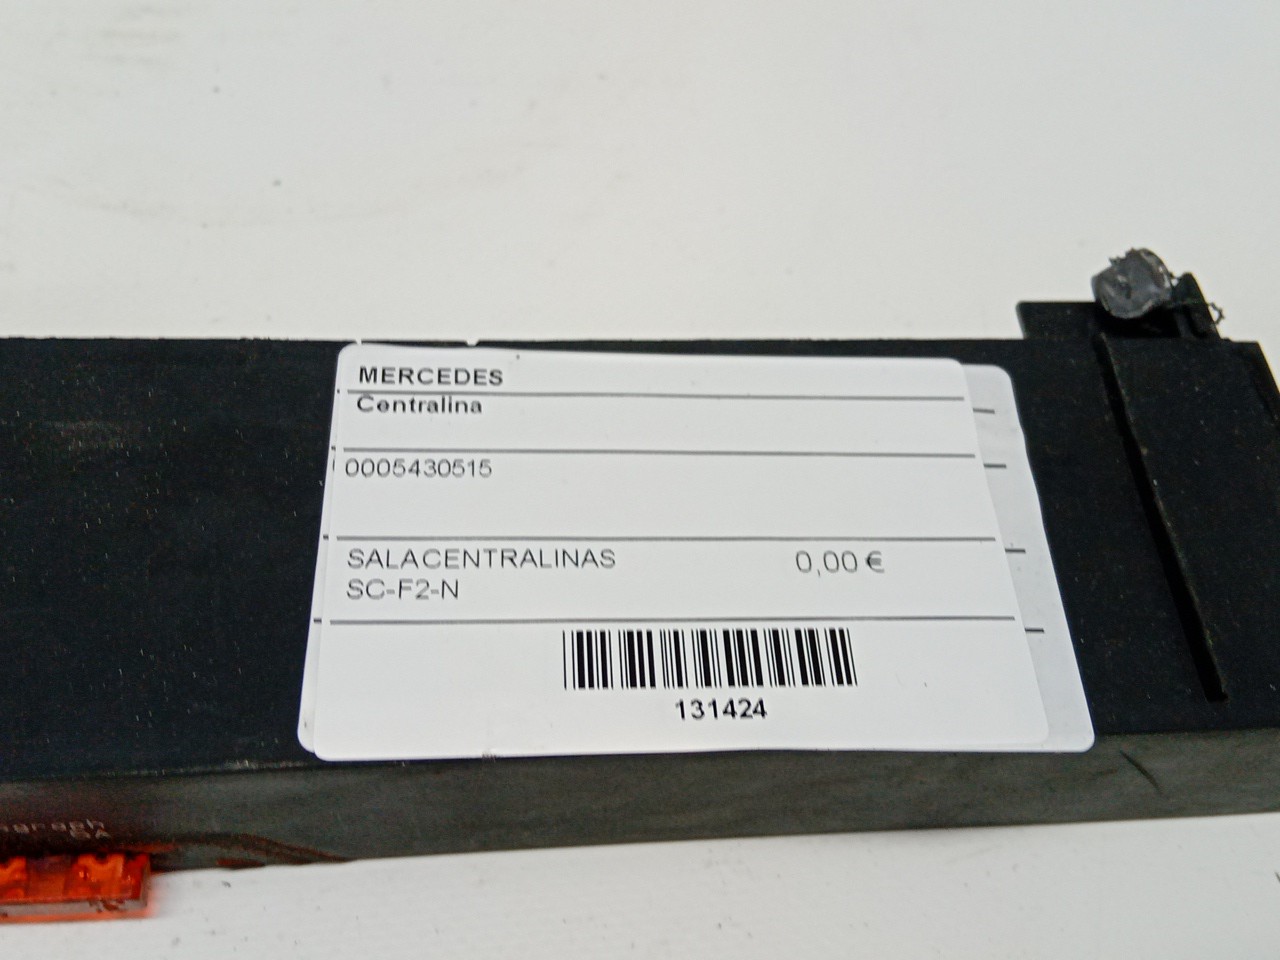 MERCEDES
Centralina
0005430515
SALACENTRALINAS 0,00 €
SC-F2-N
131424